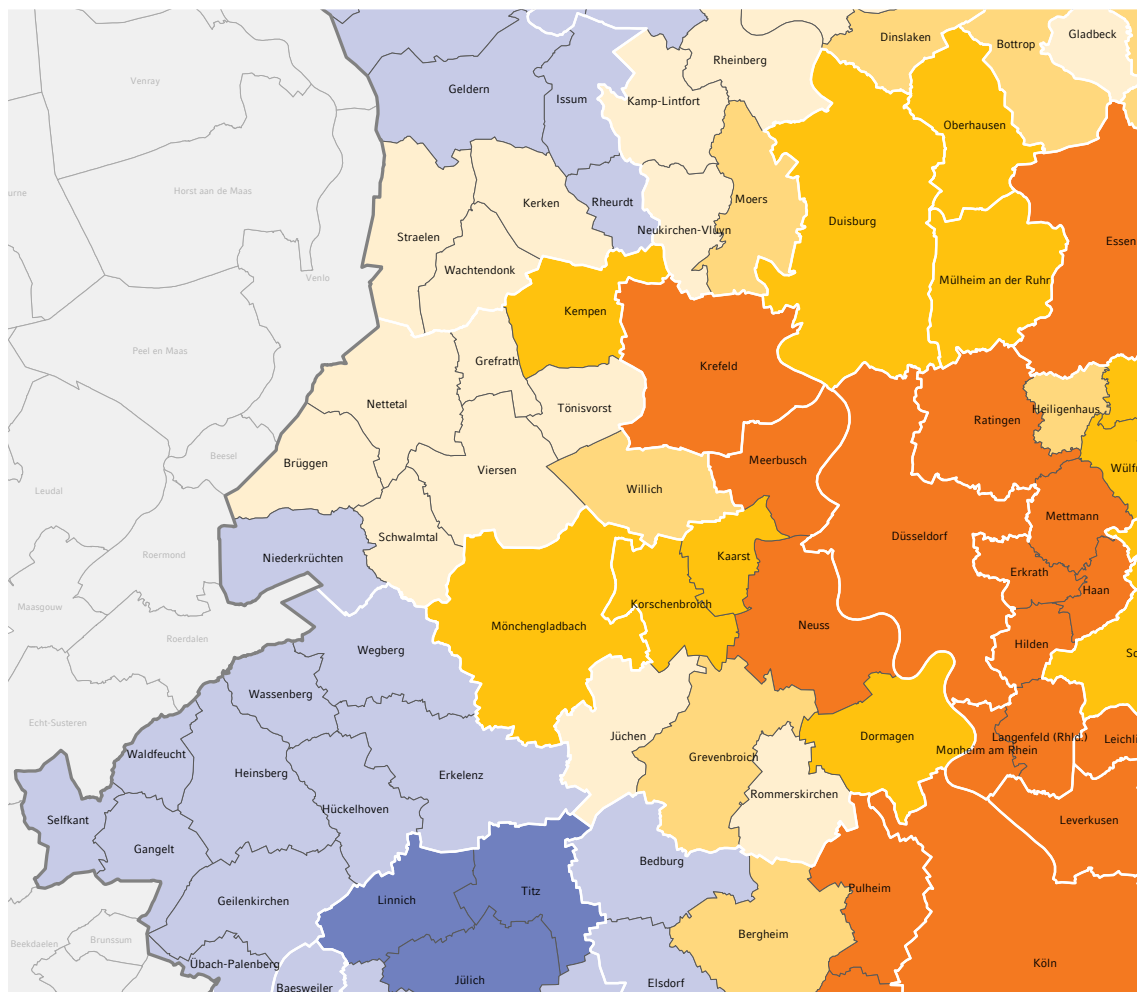 Gladbeck
Dinslaken
Bottrop
Rheinberg
Venray
Geldern
Issum
Kamp-Lintfort
Oberhausen
urne
Horst aan de Maas
Kerken
Rheurdt
Moers
Duisburg
Neukirchen-Vluyn
Straelen
Essen
Wachtendonk
Venlo
Mülheim an der Ruhr
Kempen
Peel en Maas
Grefrath
Krefeld
Nettetal
Tönisvorst
Heiligenhaus
Ratingen
Beesel
Brüggen
Viersen
Meerbusch
Wülfr
Leudal
Willich
Mettmann
Schwalmtal
Düsseldorf
Roermond
Niederkrüchten
Kaarst
Erkrath
Haan
Maasgouw
Korschenbroich
Mönchengladbach
Neuss
Roerdalen
Hilden
Wegberg
So
Wassenberg
Echt-Susteren
Jüchen
Dormagen
Langenfeld (Rhld.)
Leichli
Monheim am Rhein
Waldfeucht
Grevenbroich
Heinsberg
Erkelenz
Rommerskirchen
Hückelhoven
Selfkant
Leverkusen
Gangelt
Bedburg
Pulheim
Titz
Linnich
Geilenkirchen
Bergheim
Beekdaelen
Brunssum
Übach-Palenberg
Köln
Jülich
Elsdorf
Baesweiler